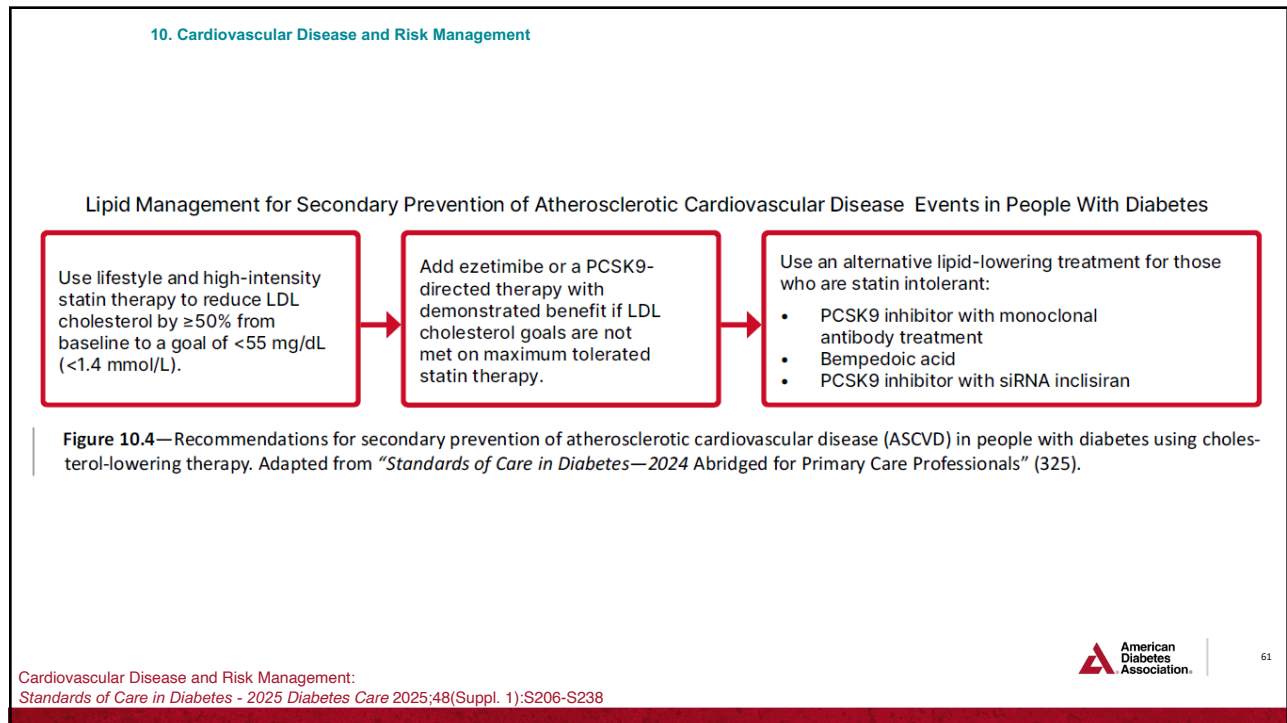 10. Cardiovascular Disease and Risk Management
Lipid Management for Secondary Prevention of Atherosclerotic Cardiovascular Disease Events in People With Diabetes
Use lifestyle and high-intensity
statin therapy to reduce LDL
cholesterol by ≥50% from
baseline to a goal of <55 mg/dL
(<1.4 mmol/L).
Add ezetimibe or a PCSK9-
directed therapy with
demonstrated benefit if LDL
cholesterol goals are not
met on maximum tolerated
statin therapy.
Use an alternative lipid-lowering treatment for those
who are statin intolerant:
• PCSK9 inhibitor with monoclonal
antibody treatment
• Bempedoic acid
• PCSK9 inhibitor with siRNA inclisiran
Figure 10.4—Recommendations for secondary prevention of atherosclerotic cardiovascular disease (ASCVD) in people with diabetes using choles-
terol-lowering therapy. Adapted from “Standards of Care in Diabetes—2024 Abridged for Primary Care Professionals” (325).
American
Diabetes
Association®
61
Cardiovascular Disease and Risk Management:
Standards of Care in Diabetes - 2025 Diabetes Care 2025;48(Suppl. 1):S206-S238